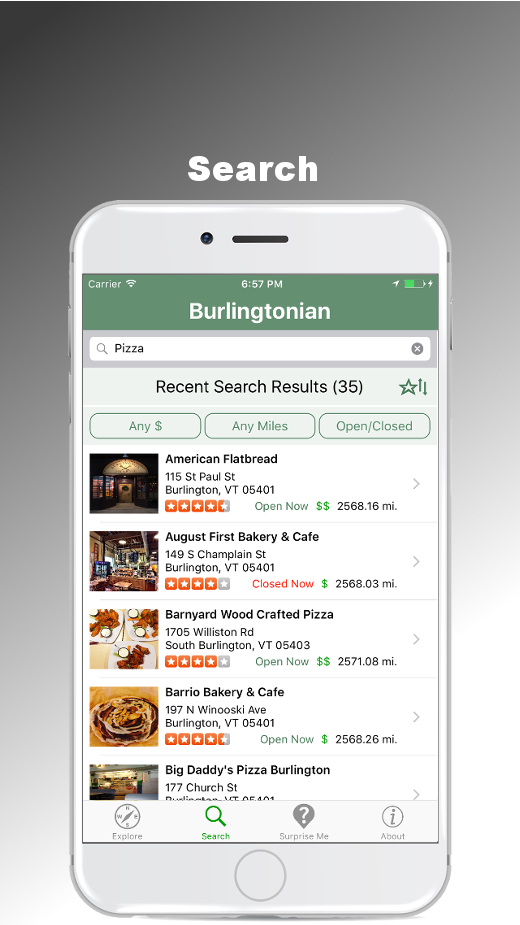 Search
Carrier 6:57 PM
Burlingtonian
Pizza
Recent Search Results (35)
Any $ Any Miles Open/Closed
American Flatbread
115 St Paul St
Burlington, VT 05401
Open Now $$ 2568.16 mi.
August First Bakery & Cafe
149 S Champlain St
Burlington, VT 05401
Closed Now $ 2568.03 mi.
Barnyard Wood Crafted Pizza
1705 Williston Rd
South Burlington, VT 05403
Open Now $$ 2571.08 mi.
Barrio Bakery & Cafe
197 N Winooski Ave
Burlington, VT 05401
Open Now $ 2568.26 mi.
Big Daddy's Pizza Burlington
177 Church St
Burlington, VT 05401
N
W E
S
Explore Search Surprise Me About